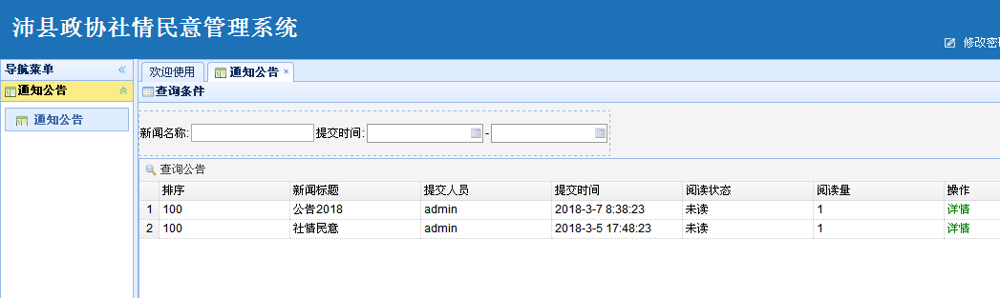 沛县政协社情民意管理系统
修改密
导航菜单
欢迎使用 通知公告
通知公告
查询条件
通知公告
新闻名称: 提交时间: -
查询公告
排序 新闻标题 提交人员 提交时间 阅读状态 阅读量 操作
1 100 公告2018 admin 2018-3-7 8:38:23 未读 1 详情
2 100 社情民意 admin 2018-3-5 17:48:23 未读 1 详情